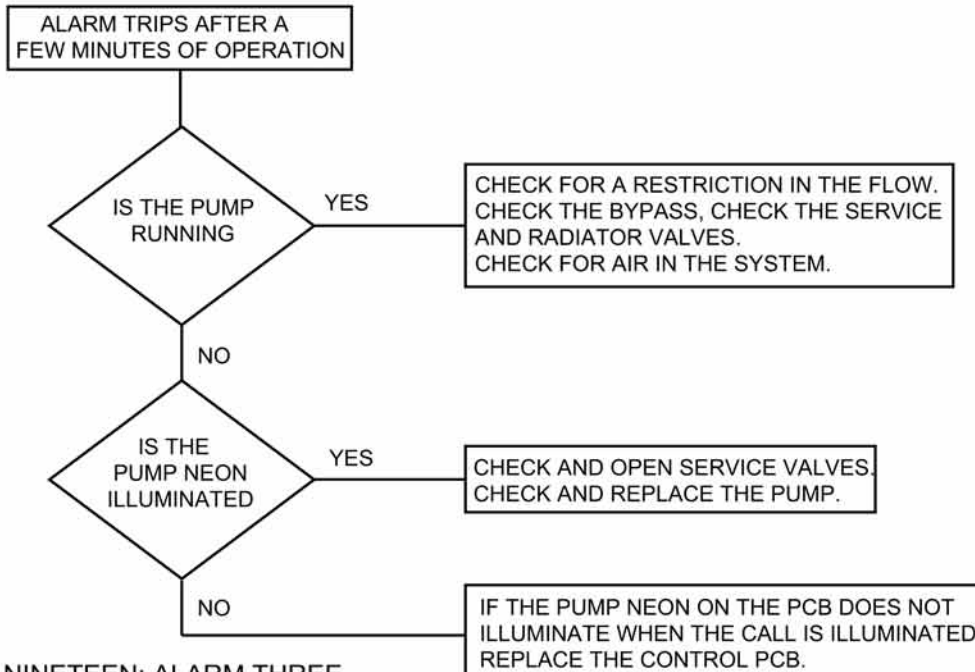 ALARM TRIPS AFTER A
FEW MINUTES OF OPERATION
IS THE PUMP
RUNNING
YES
CHECK FOR A RESTRICTION IN THE FLOW.
CHECK THE BYPASS, CHECK THE SERVICE
AND RADIATOR VALVES.
CHECK FOR AIR IN THE SYSTEM.
NO
IS THE
PUMP NEON
ILLUMINATED
YES
CHECK AND OPEN SERVICE VALVES.
CHECK AND REPLACE THE PUMP.
NO
IF THE PUMP NEON ON THE PCB DOES NOT
ILLUMINATE WHEN THE CALL IS ILLUMINATED
REPLACE THE CONTROL PCB.
NINETEEN: ALARM THREE